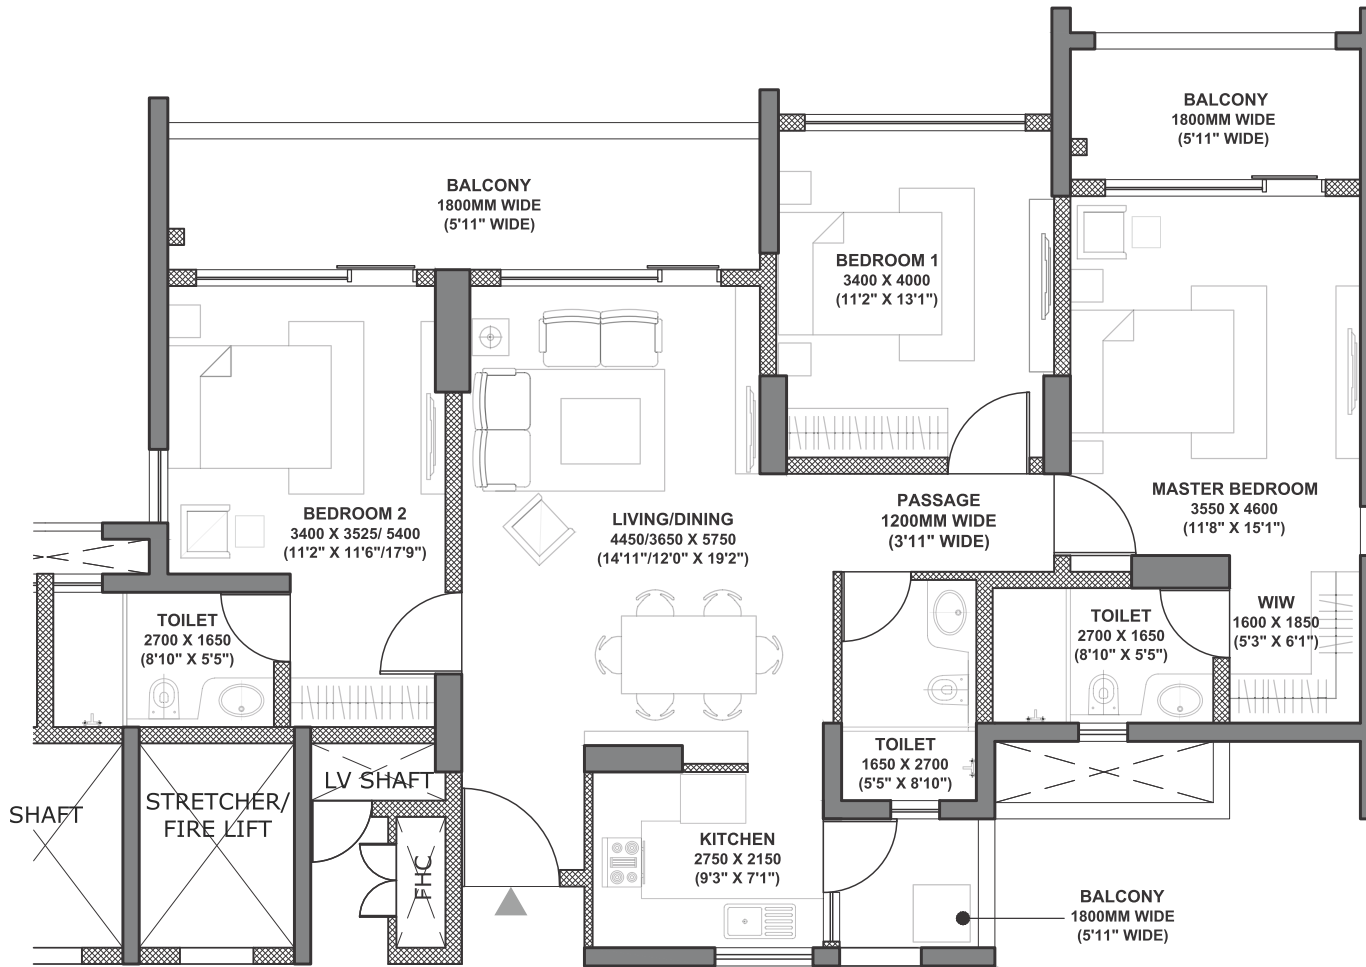 BALCONY
1800MM WIDE
(5'11" WIDE)
BALCONY
1800MM WIDE
(5'11" WIDE)
BEDROOM 1
3400 X 4000
(11'2" X 13'1")
BEDROOM 2
3400 X 3525/ 5400
(11'2" X 11'6"/17'9")
LIVING/DINING
4450/3650 X 5750
(14'11"/12'0" X 19'2")
PASSAGE
1200MM WIDE
(3'11" WIDE)
MASTER BEDROOM
3550 X 4600
(11'8" X 15'1")
TOILET
2700 X 1650
(8'10" X 5'5")
TOILET
2700 X 1650
(8'10" X 5'5")
WIW
1600 X 1850
(5'3" X 6'1")
TOILET
1650 X 2700
(5'5" X 8'10")
SHAFT
STRETCHER/
FIRE LIFT
LV SHAFT
FHC
KITCHEN
2750 X 2150
(9'3" X 7'1")
BALCONY
1800MM WIDE
(5'11" WIDE)